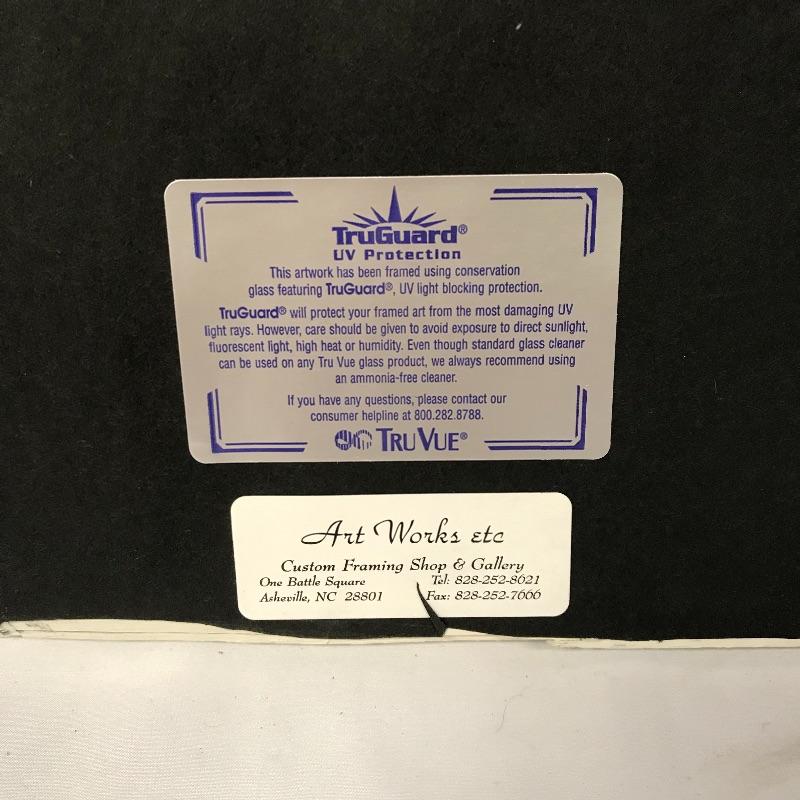 TruGuard®
UV Protection
This artwork has been framed using conservation
glass featuring TruGuard®, UV light blocking protection.
TruGuard® will protect your framed art from the most damaging UV
light rays. However, care should be given to avoid exposure to direct sunlight,
fluorescent light, high heat or humidity. Even though standard glass cleaner
can be used on any Tru Vue glass product, we always recommend using
an ammonia-free cleaner.
If you have any questions, please contact our
consumer helpline at 800.282.8788.
TRU VUE®
Art Works etc
Custom Framing Shop & Gallery
One Battle Square Tel: 828-252-8621
Asheville, NC 28801 Fax: 828-252-7666